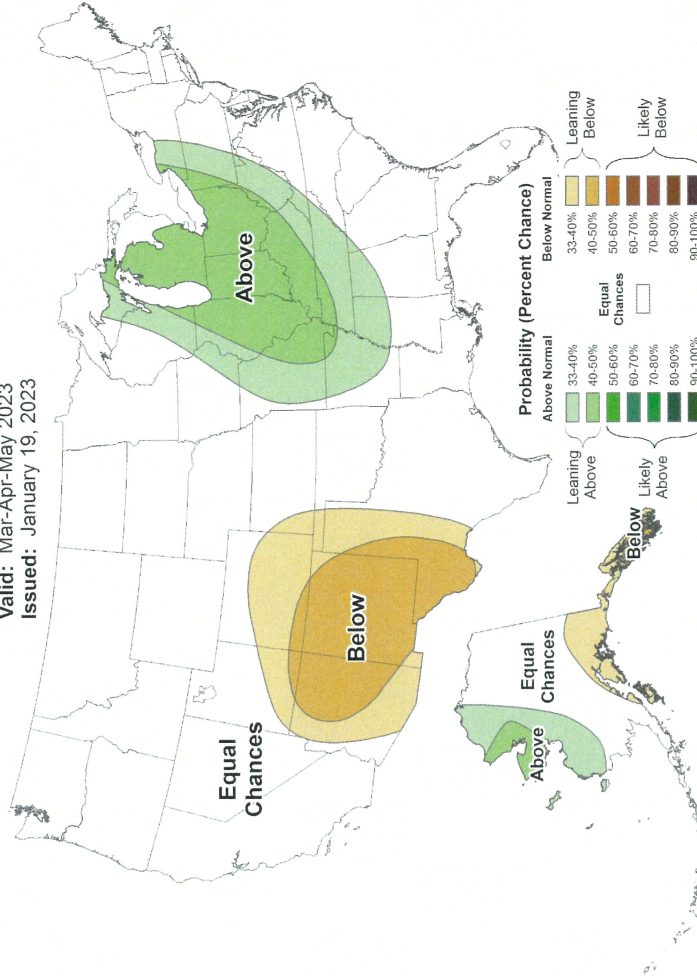 Valid: Mar-Apr-May 2023
Issued: January 19, 2023
Equal
Chances
Below
Above
Above
Equal
Chances
Below
Probability (Percent Chance)
Above Normal
Below Normal
Leaning
Above
33-40%
40-50%
Likely
Above
50-60%
60-70%
70-80%
80-90%
90-100%
Equal
Chances
33-40%
40-50%
Leaning
Below
50-60%
60-70%
70-80%
80-90%
90-100%
Likely
Below